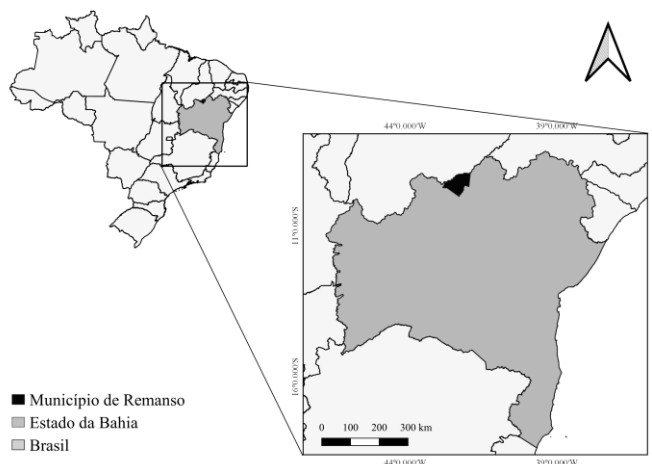 44°0.000'W 39°0.000'W
11°0.000'S
16°0.000'S
Município de Remanso
Estado da Bahia
Brasil
0 100 200 300 km
44°0.000'W 39°0.000'W